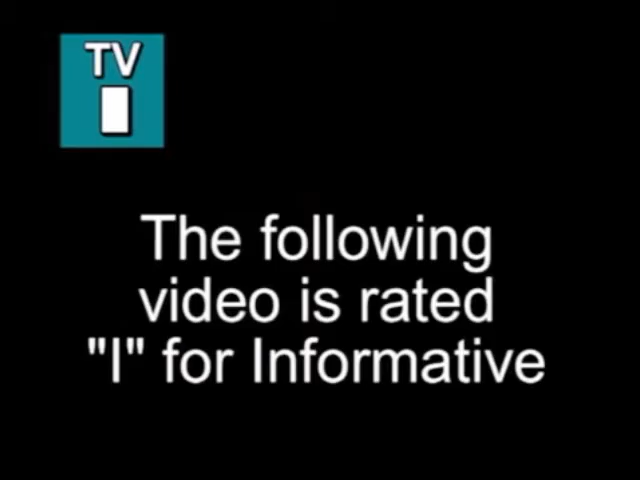 TV
I
The following
video is rated
"I" for Informative